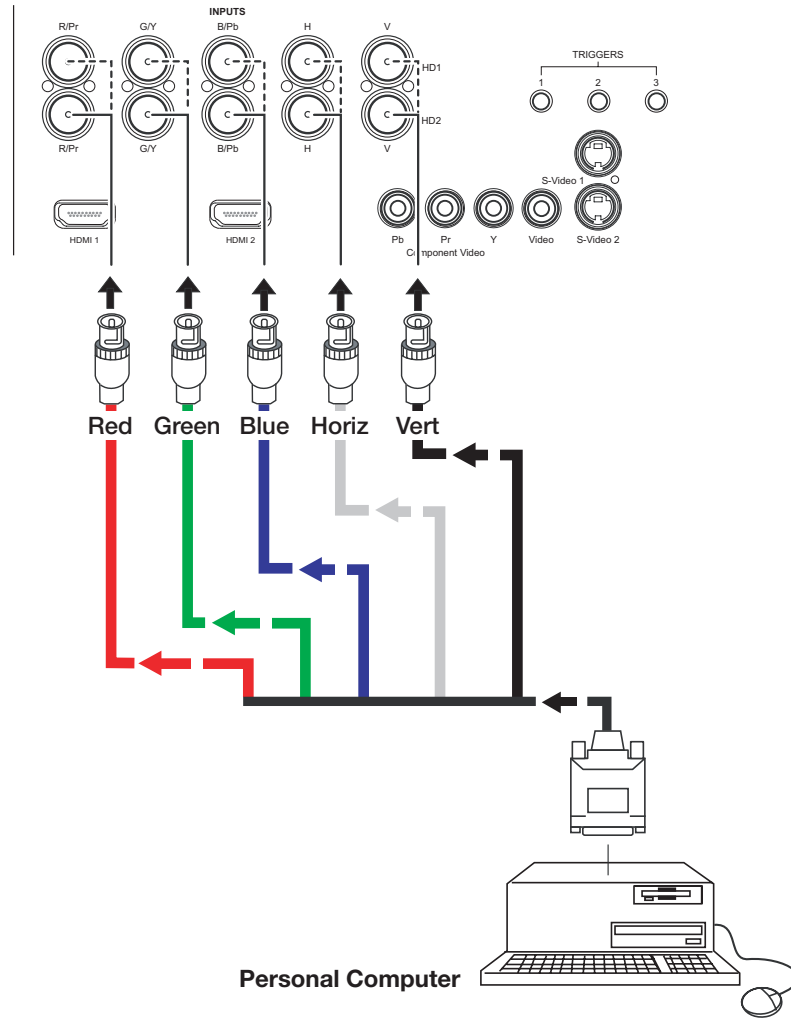 INPUTS
R/Pr G/Y B/Pb H V
HD1
TRIGGERS
1 2 3
HD2
R/Pr G/Y B/Pb H V
S-Video 1
HDMI 1 HDMI 2 Pb Pr Y Video S-Video 2
Component Video
Red Green Blue Horiz Vert
Personal Computer